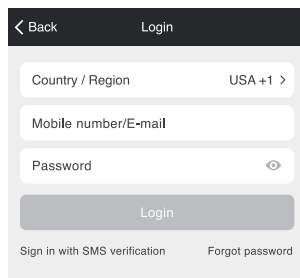 Back Login
Country / Region USA +1
Mobile number/E-mail
Password
Login
Sign in with SMS verification Forgot password